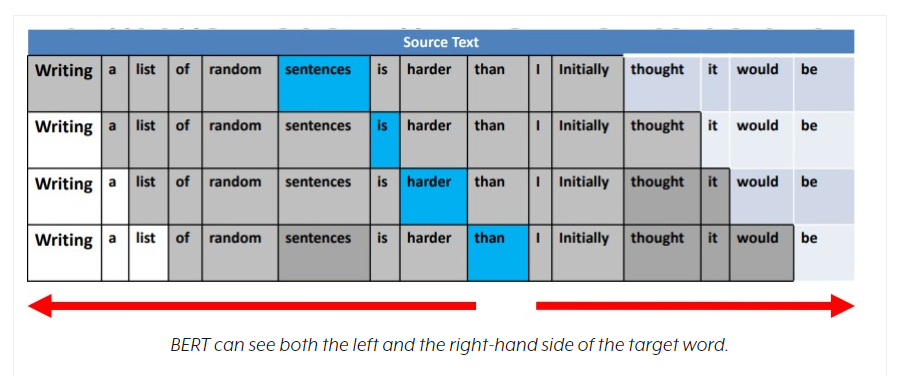 Source Text
Writing a list of random sentences is harder than I Initially thought it would be
Writing a list of random sentences is harder than I Initially thought it would be
Writing a list of random sentences is harder than I Initially thought it would be
Writing a list of random sentences is harder than I Initially thought it would be
BERT can see both the left and the right-hand side of the target word.